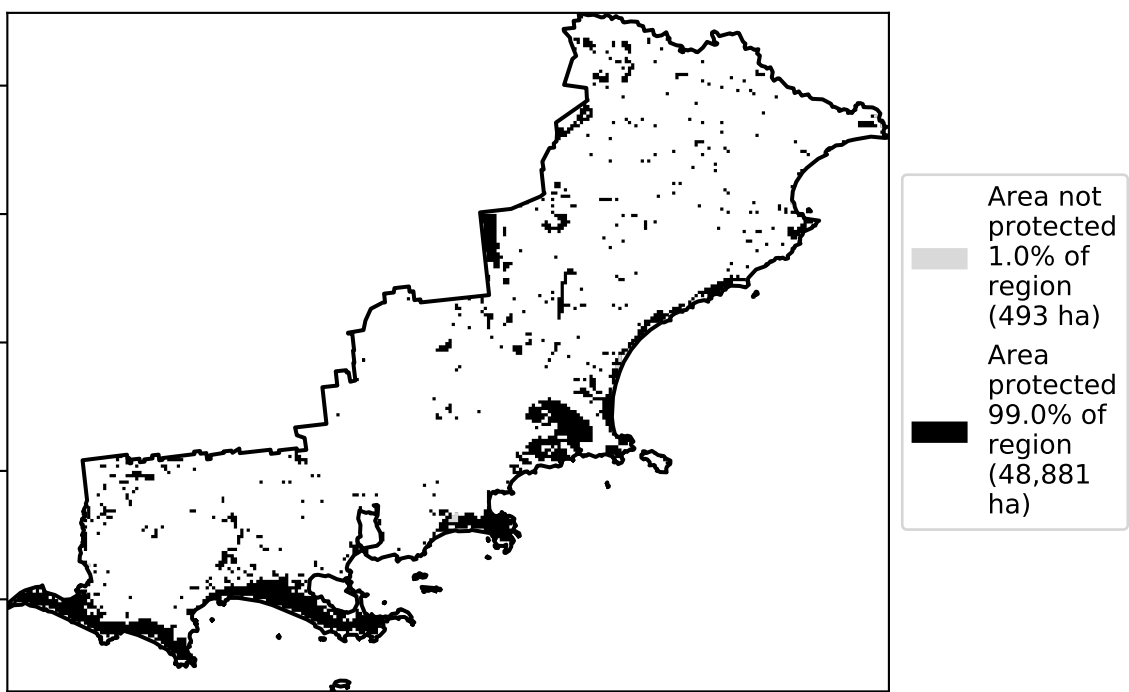 Area not
protected
1.0% of
region
(493 ha)
Area
protected
99.0% of
region
(48,881
ha)